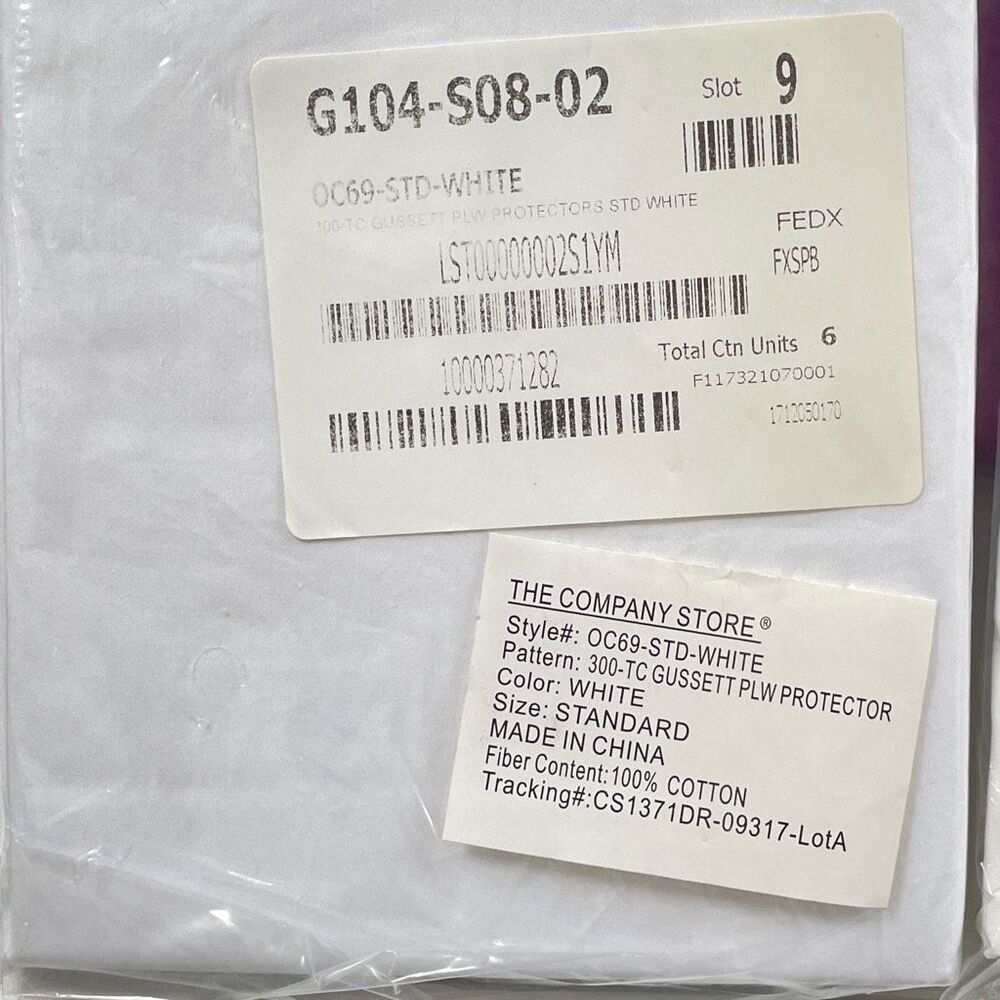 G104-S08-02
Slot 9
OC69-STD-WHITE
300-TC GUSSETT PLW PROTECTORS STD WHITE
FEDX
LST00000002S1YM
FXSPB
Total Ctn Units 6
10000371282
F117321070001
1712050170
THE COMPANY STORE®
Style#: OC69-STD-WHITE
Pattern: 300-TC GUSSETT PLW PROTECTOR
Color: WHITE
Size: STANDARD
MADE IN CHINA
Fiber Content:100% COTTON
Tracking#:CS1371DR-09317-LotA